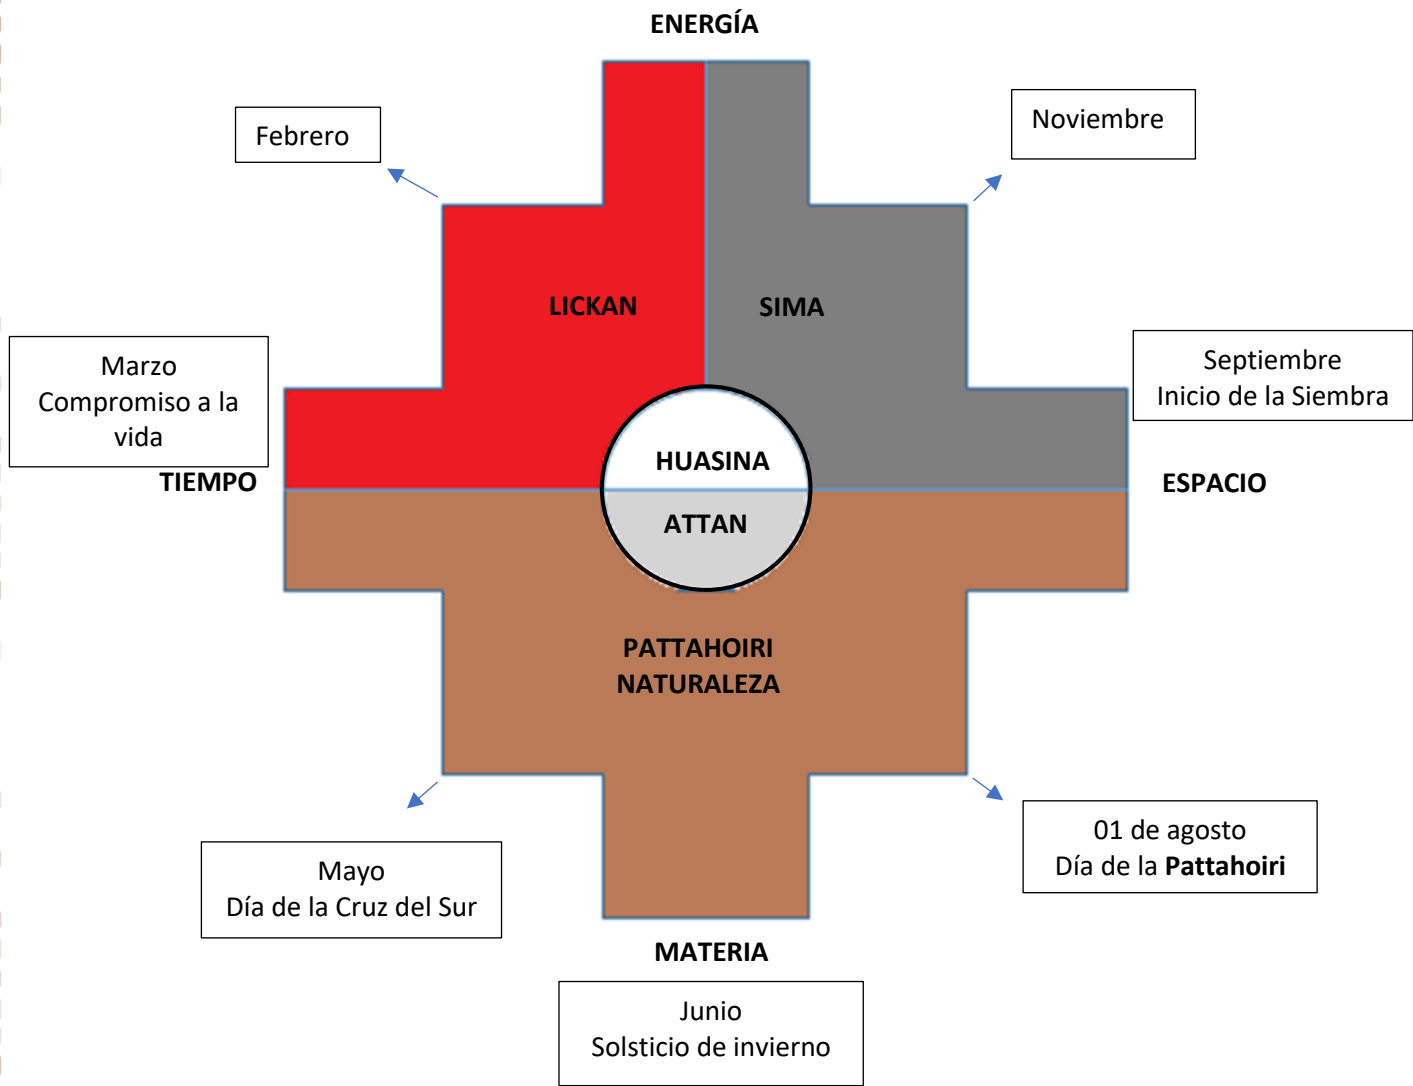 ENERGÍA
Febrero
Noviembre
LICKAN
SIMA
Marzo
Compromiso a la
vida
Septiembre
Inicio de la Siembra
TIEMPO
HUASINA
ESPACIO
ATTAN
PATTAHOIRI
NATURALEZA
Mayo
Día de la Cruz del Sur
01 de agosto
Día de la Pattahoiri
MATERIA
Junio
Solsticio de invierno